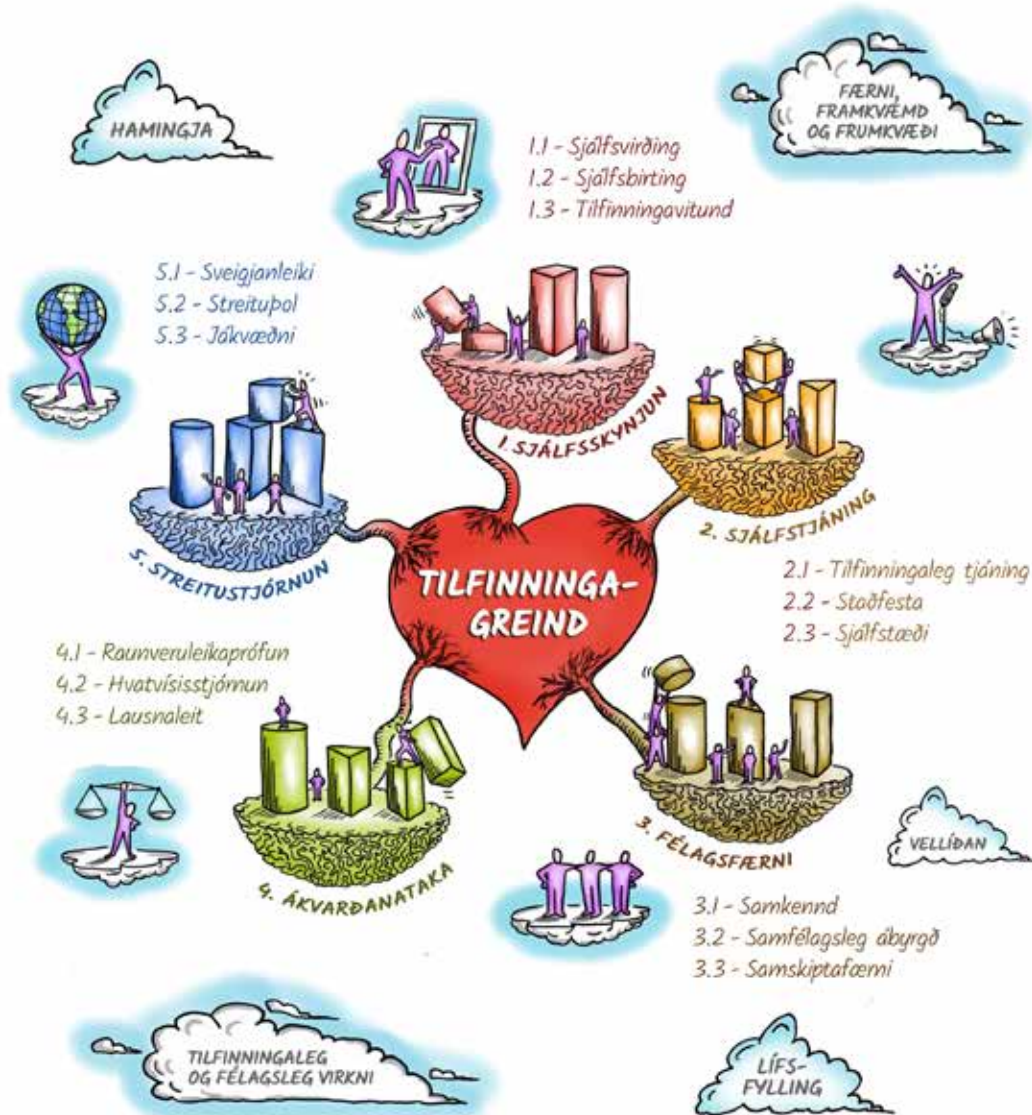 HAMINGJA
FÆRNI,
FRAMKVÆMD
OG FRUMKVÆÐI
1.1 - Sjálfsvirðing
1.2 - Sjálfsbirting
1.3 - Tilfinningavitund
5.1 - Sveigjanleiki
5.2 - Streituþol
5.3 - Jákvæðni
1. SJÁLFSSKYNJUN
2. SJÁLFSTJÁNING
5. STREITUSTJÓRNUN
TILFINNINGA-
GREIND
2.1 - Tilfinningaleg tjáning
2.2 - Staðfesta
2.3 - Sjálfstæði
4.1 - Raunveruleikaprófun
4.2 - Hvatvísisstjórnun
4.3 - Lausnaleit
3. FÉLAGSFÆRNI
4. ÁKVARÐANATAKA
VELLÍÐAN
3.1 - Samkennd
3.2 - Samfélagsleg ábyrgð
3.3 - Samskiptafærni
TILFINNINGALEG
OG FÉLAGSLEG VIRKNI
LÍFS-
FYLLING